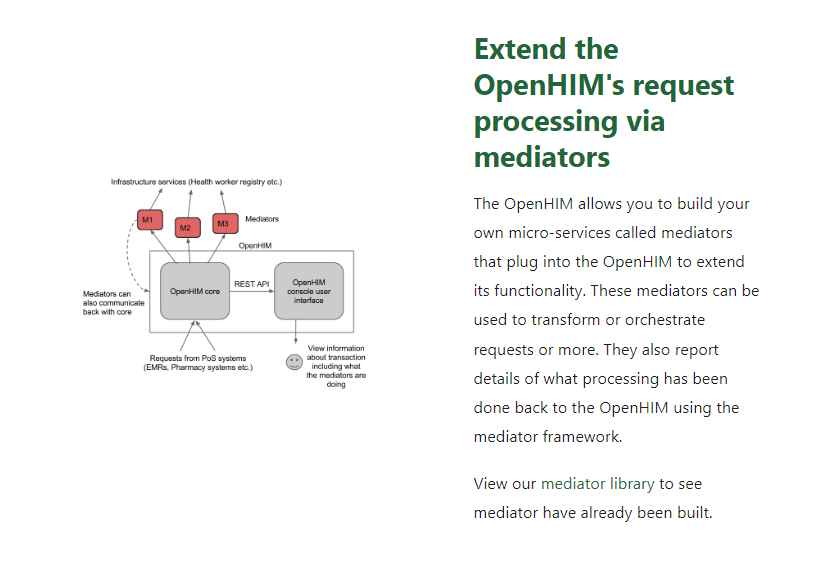 Extend the
OpenHIM's request
processing via
mediators
The OpenHIM allows you to build your
own micro-services called mediators
that plug into the OpenHIM to extend
its functionality. These mediators can be
used to transform or orchestrate
requests or more. They also report
details of what processing has been
done back to the OpenHIM using the
mediator framework.
View our mediator library to see
mediator have already been built.
Infrastructure services (Health worker registry etc.)
M1
M2
M3
Mediators
OpenHIM
OpenHIM core
REST API
OpenHIM
console user
interface
Mediators can
also communicate
back with core
Requests from PoS systems
(EMRs, Pharmacy systems etc.)
View information
about transaction
including what
the mediators are
doing